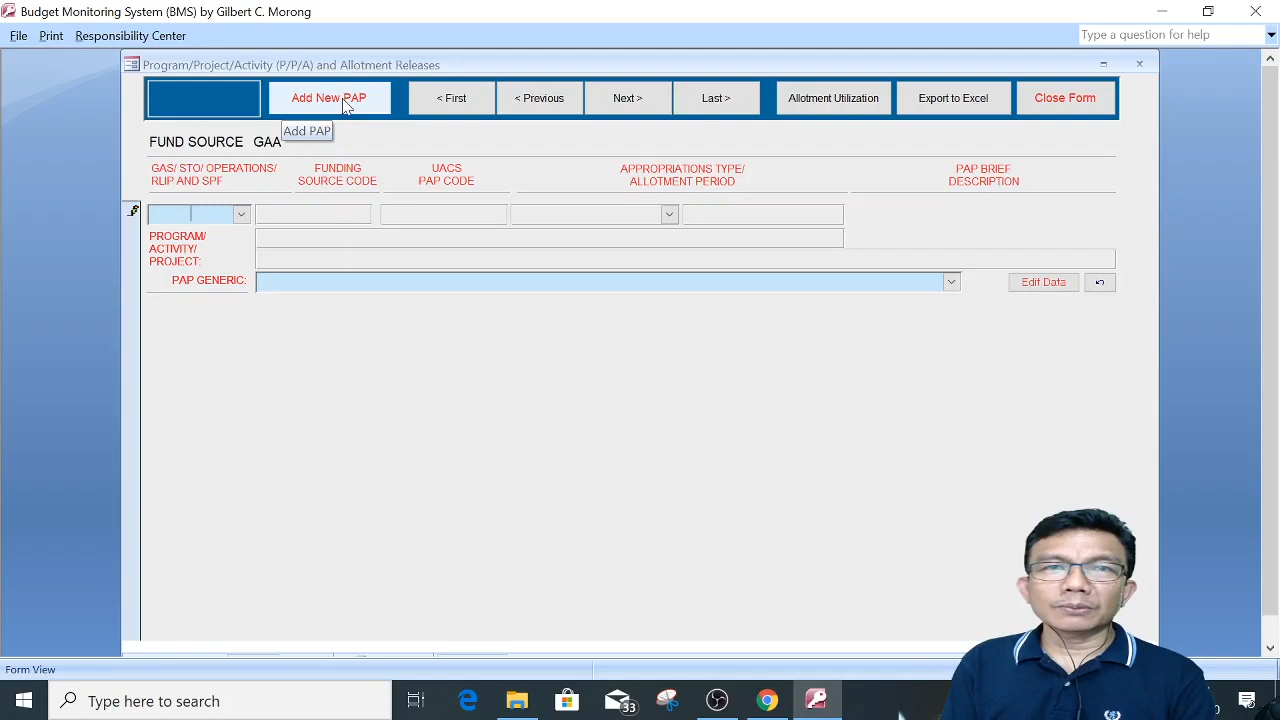 Budget Monitoring System (BMS) by Gilbert C. Morong
File Print Responsibility Center
Type a question for help
Program/Project/Activity (P/P/A) and Allotment Releases
Add New PAP
< First
< Previous
Next >
Last >
Allotment Utilization
Export to Excel
Close Form
Add PAP
FUND SOURCE GAA
GAS/ STO/ OPERATIONS/
RLIP AND SPF
FUNDING
SOURCE CODE
UACS
PAP CODE
APPROPRIATIONS TYPE/
ALLOTMENT PERIOD
PAP BRIEF
DESCRIPTION
PROGRAM/
ACTIVITY/
PROJECT:
PAP GENERIC:
Edit Data
Form View
Type here to search
33